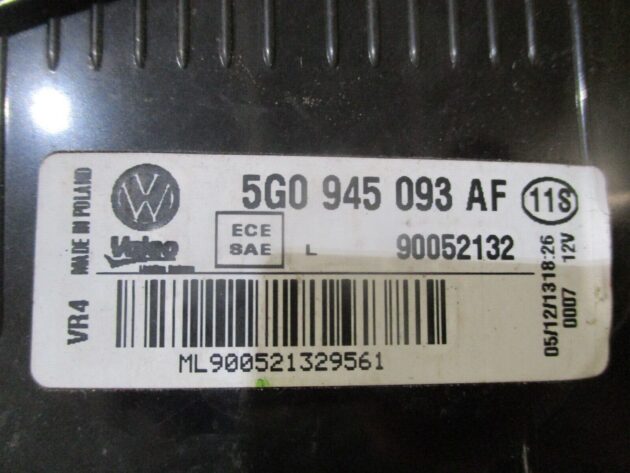 5G0 945 093 AF 11S
VW
Valeo
ECE
SAE
L
90052132
ML900521329561
MADE IN POLAND
VR4
05/12/13 18:26
0007 12V